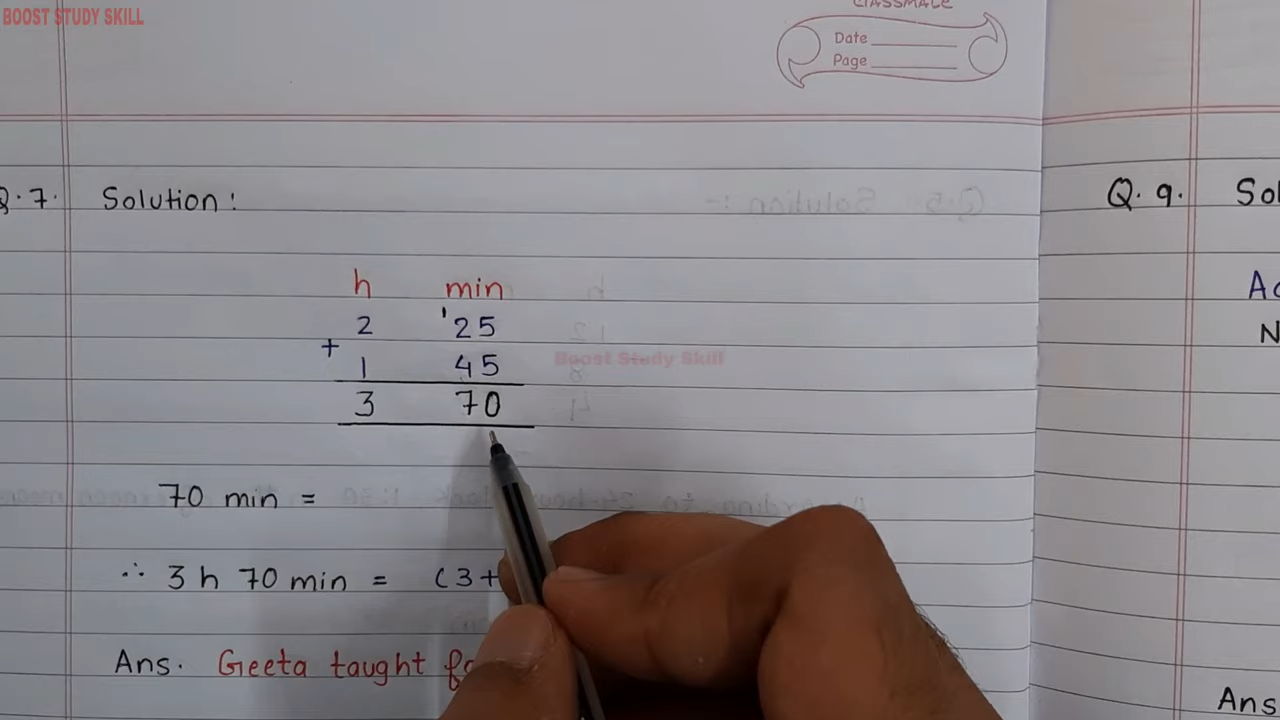 BOOST STUDY SKILL
CLASSMATE
Date
Page
Q.7. Solution:
h min
2 '25
+
1 45
3 70
Boost Study Skill
70 min =
∴ 3 h 70 min = (3+
Ans. Geeta taught
Q.9.
Ans